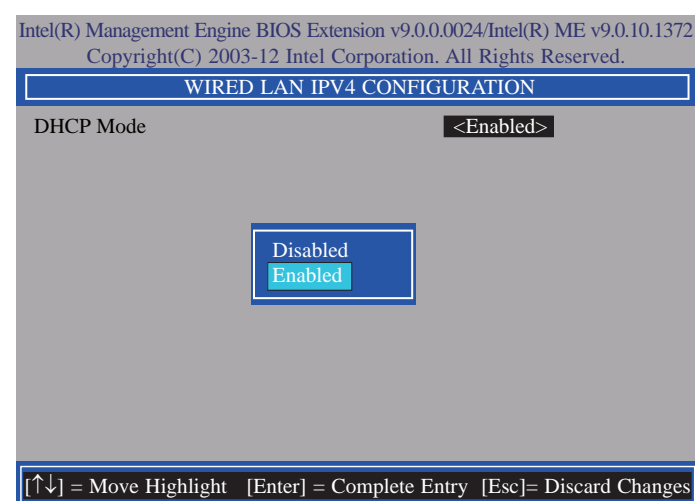 Intel(R) Management Engine BIOS Extension v9.0.0.0024/Intel(R) ME v9.0.10.1372
Copyright(C) 2003-12 Intel Corporation. All Rights Reserved.
WIRED LAN IPV4 CONFIGURATION
DHCP Mode <Enabled>
Disabled
Enabled
[↑↓] = Move Highlight [Enter] = Complete Entry [Esc]= Discard Changes